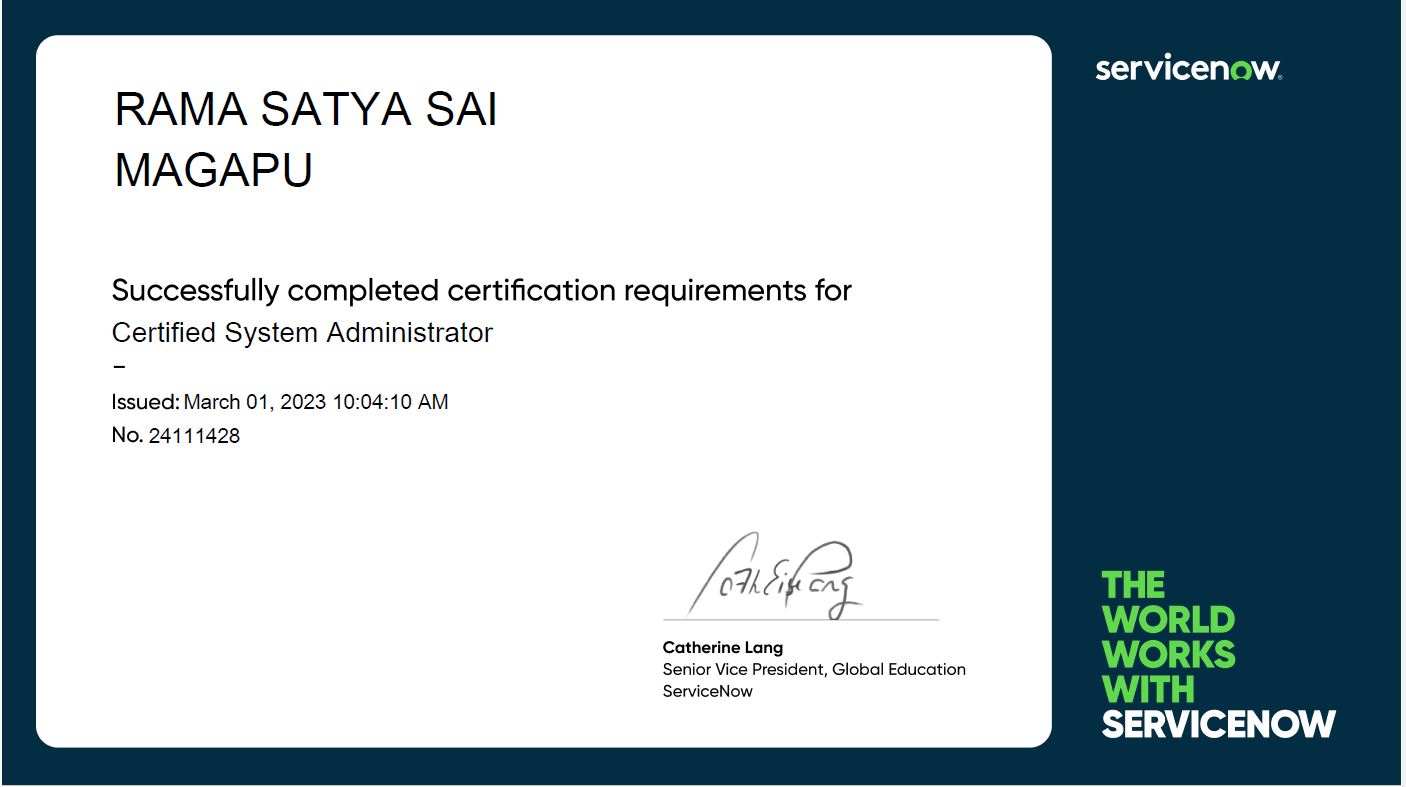 RAMA SATYA SAI
MAGAPU
Successfully completed certification requirements for
Certified System Administrator
–
Issued: March 01, 2023 10:04:10 AM
No. 24111428
Catherine Lang
Senior Vice President, Global Education
ServiceNow
servicenow®
THE
WORLD
WORKS
WITH
SERVICENOW